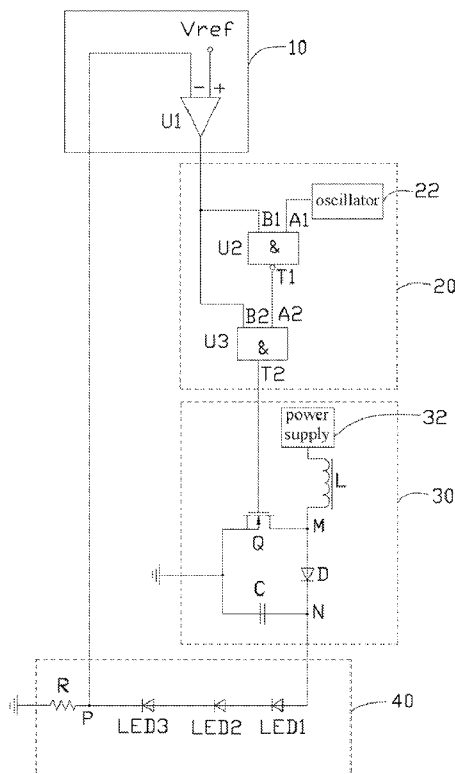 Vref
10
- +
U1
oscillator
22
B1 A1
U2
&
T1
20
B2 A2
U3
&
T2
power
supply
32
L
30
M
Q
D
C
N
R
40
P
LED3 LED2 LED1